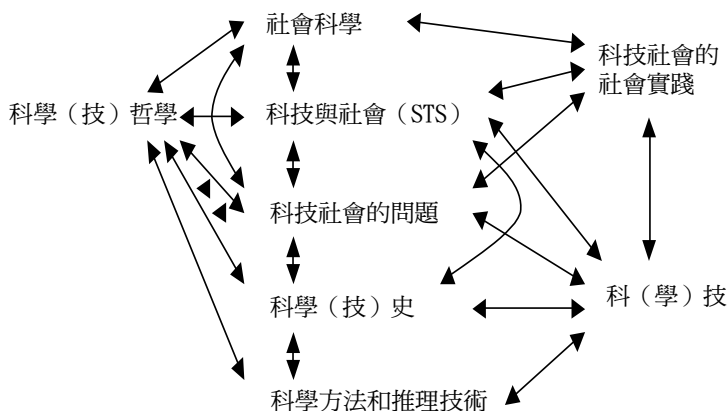 社會科學
科技社會的
社會實踐
科學（技）哲學
科技與社會（STS）
科技社會的問題
科學（技）史
科（學）技
科學方法和推理技術